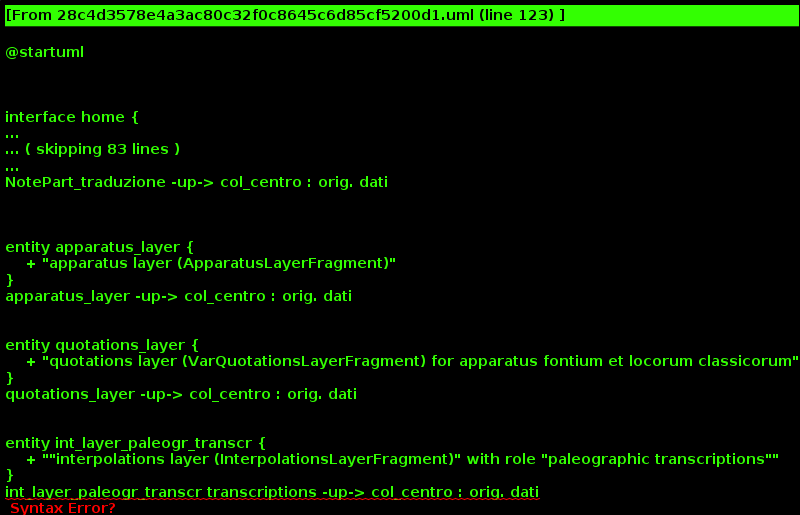 [From 28c4d3578e4a3ac80c32f0c8645c6d85cf5200d1.uml (line 123) ]
@startuml
interface home {
...
... ( skipping 83 lines )
...
NotePart_traduzione -up-> col_centro : orig. dati
entity apparatus_layer {
+ "apparatus layer (ApparatusLayerFragment)"
}
apparatus_layer -up-> col_centro : orig. dati
entity quotations_layer {
+ "quotations layer (VarQuotationsLayerFragment) for apparatus fontium et locorum classicorum"
}
quotations_layer -up-> col_centro : orig. dati
entity int_layer_paleogr_transcr {
+ ""interpolations layer (InterpolationsLayerFragment)" with role "paleographic transcriptions""
}
int_layer_paleogr_transcr transcriptions -up-> col_centro : orig. dati
Syntax Error?